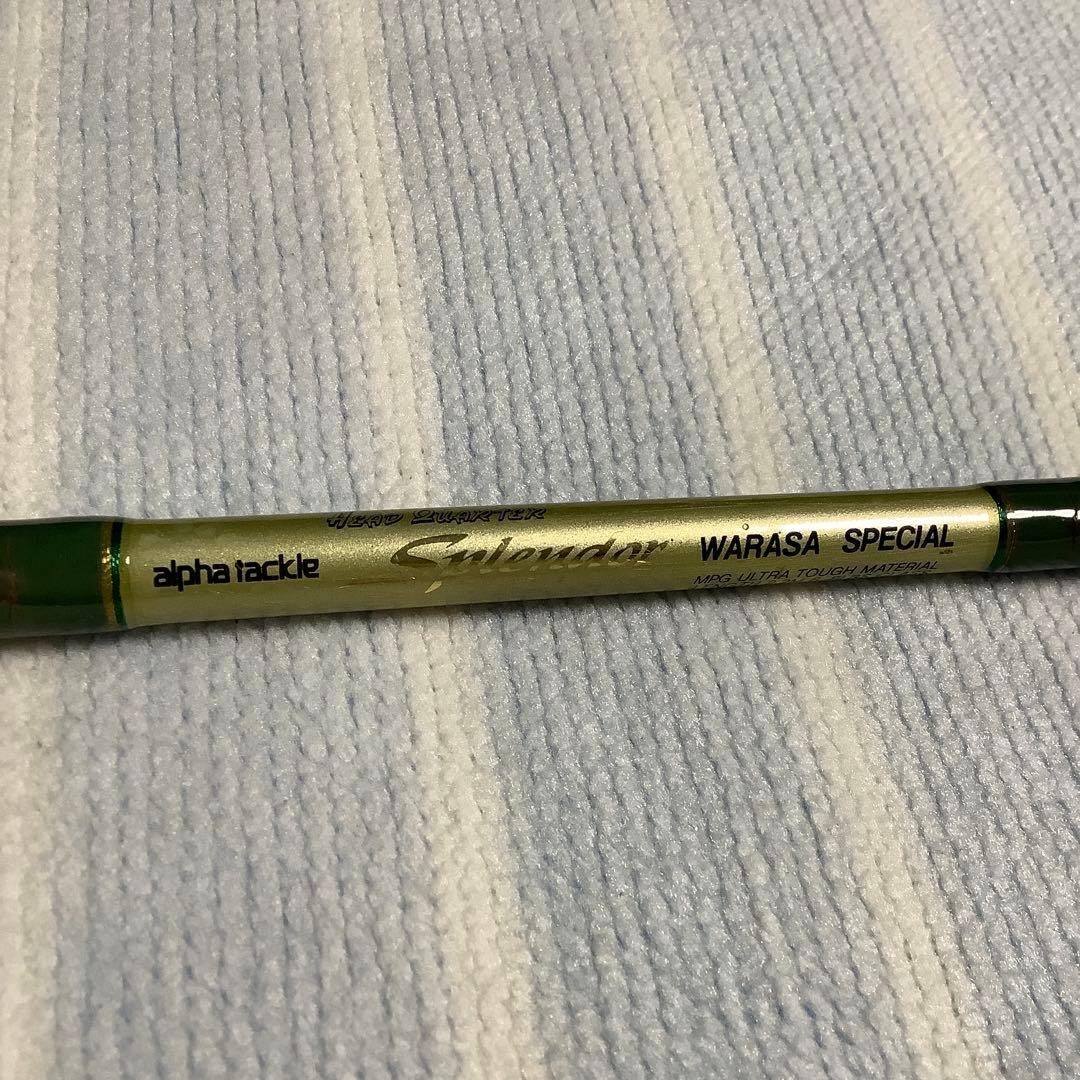 HEAD QUARTER
alpha tackle Splendor WARASA SPECIAL
MPG ULTRA TOUGH MATERIAL